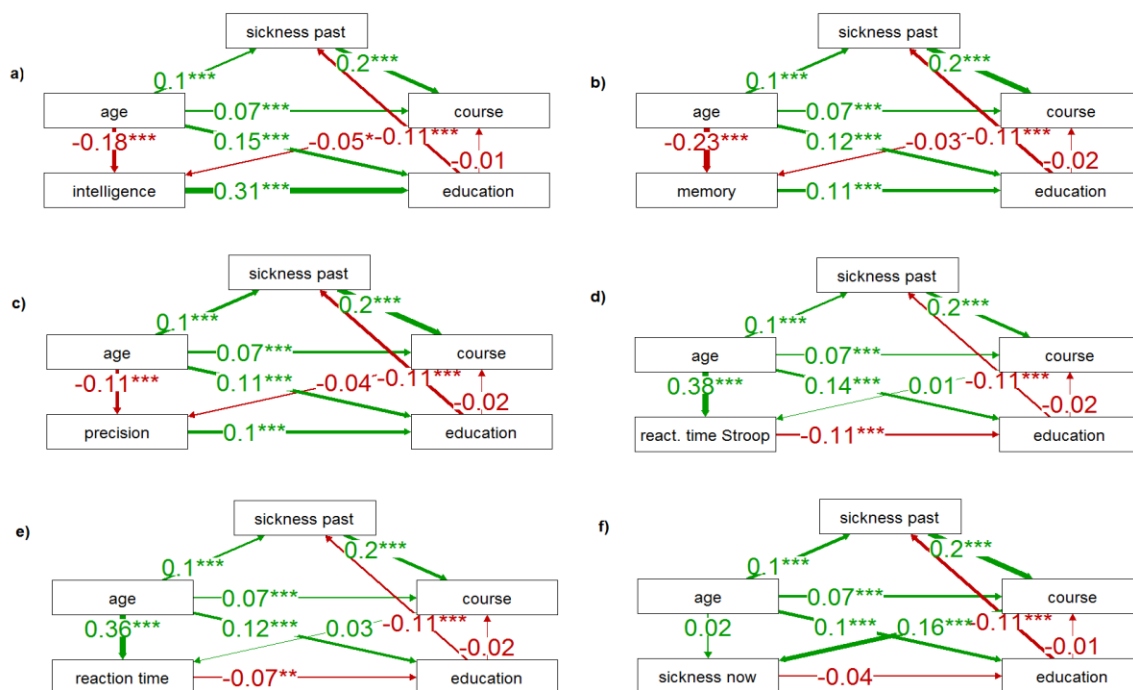 a)
sickness past
0.1***
0.2***
age
0.07***
course
-0.18***
0.15***
-0.05*
-0.11***
-0.01
intelligence
0.31***
education
b)
sickness past
0.1***
0.2***
age
0.07***
course
-0.23***
0.12***
-0.03
-0.11***
-0.02
memory
0.11***
education
c)
sickness past
0.1***
0.2***
age
0.07***
course
-0.11***
0.11***
-0.04*
-0.11***
-0.02
precision
0.1***
education
d)
sickness past
0.1***
0.2***
age
0.07***
course
0.38***
0.14***
0.01
-0.11***
-0.02
react. time Stroop
-0.11***
education
e)
sickness past
0.1***
0.2***
age
0.07***
course
0.36***
0.12***
0.03
-0.11***
-0.02
reaction time
-0.07**
education
f)
sickness past
0.1***
0.2***
age
0.07***
course
0.02
0.1***
0.16***
-0.11***
-0.01
sickness now
-0.04
education